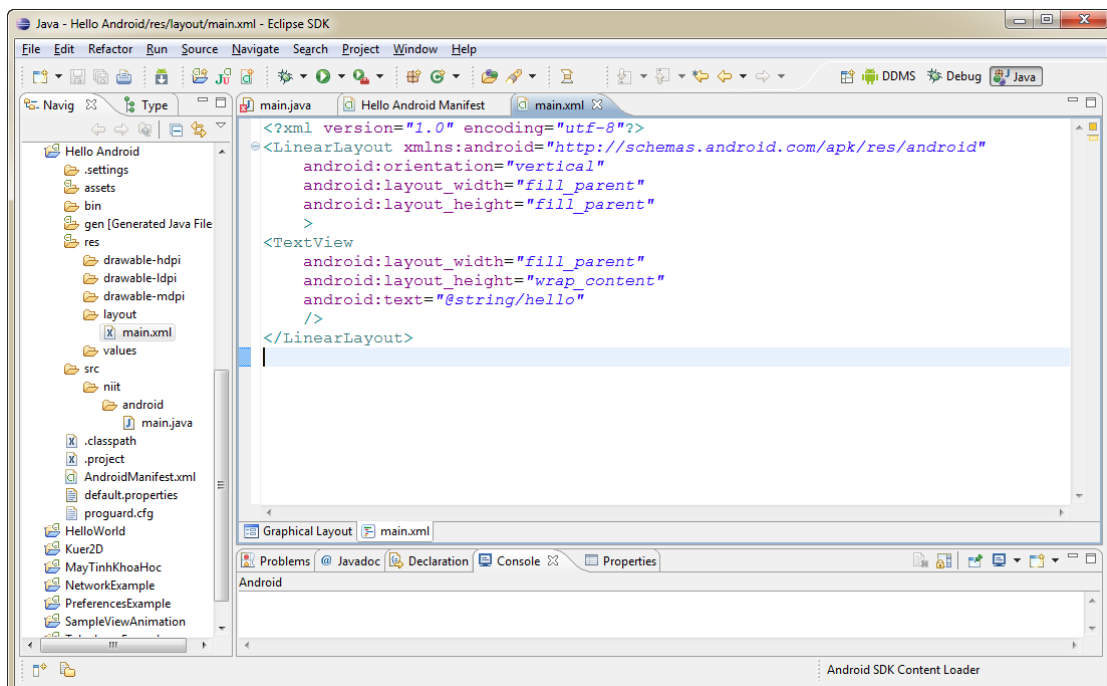 Java - Hello Android/res/layout/main.xml - Eclipse SDK
File Edit Refactor Run Source Navigate Search Project Window Help
DDMS Debug Java
Navig Type
main.java Hello Android Manifest main.xml
Hello Android
.settings
assets
bin
gen [Generated Java File
res
drawable-hdpi
drawable-ldpi
drawable-mdpi
layout
main.xml
values
src
niit
android
main.java
.classpath
.project
AndroidManifest.xml
default.properties
proguard.cfg
HelloWorld
Kuer2D
MayTinhKhoaHoc
NetworkExample
PreferencesExample
SampleViewAnimation
<?xml version="1.0" encoding="utf-8"?>
<LinearLayout xmlns:android="http://schemas.android.com/apk/res/android"
    android:orientation="vertical"
    android:layout_width="fill_parent"
    android:layout_height="fill_parent"
    >
<TextView
    android:layout_width="fill_parent"
    android:layout_height="wrap_content"
    android:text="@string/hello"
    />
</LinearLayout>
Graphical Layout main.xml
Problems @ Javadoc Declaration Console Properties
Android
Android SDK Content Loader